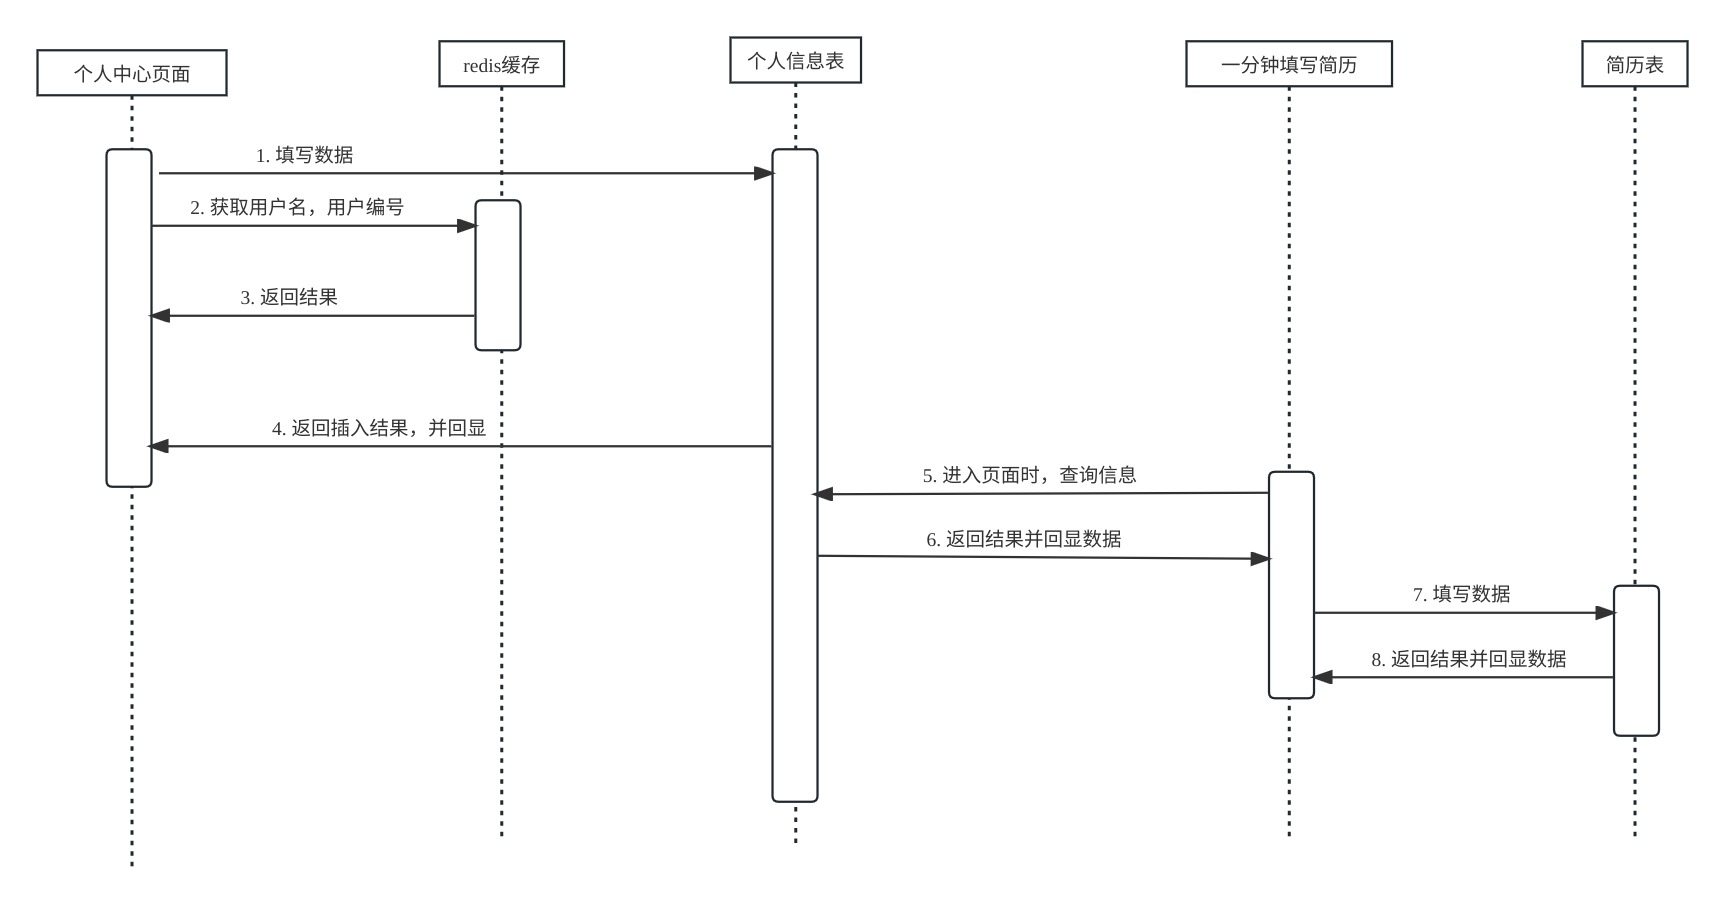 个人中心页面
redis缓存
个人信息表
一分钟填写简历
简历表
1. 填写数据
2. 获取用户名，用户编号
3. 返回结果
4. 返回插入结果，并回显
5. 进入页面时，查询信息
6. 返回结果并回显数据
7. 填写数据
8. 返回结果并回显数据